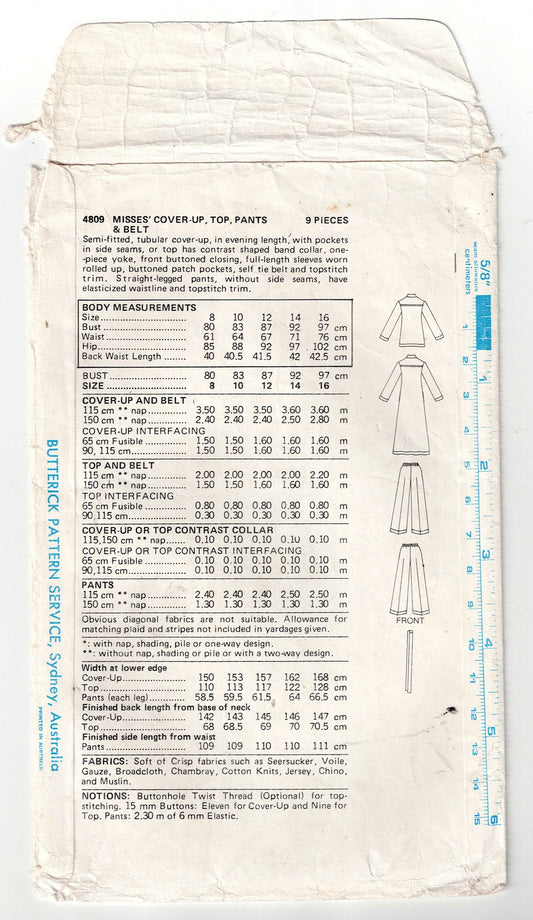 4809 MISSES' COVER-UP, TOP, PANTS 9 PIECES
& BELT
Semi-fitted, tubular cover-up, in evening length, with pockets
in side seams, or top has contrast shaped band collar, one-
piece yoke, front buttoned closing, full-length sleeves worn
rolled up, buttoned patch pockets, self tie belt and topstitch
trim. Straight-legged pants, without side seams, have
elasticized waistline and topstitch trim.
BODY MEASUREMENTS
Size 8 10 12 14 16
Bust 80 83 87 92 97 cm
Waist 61 64 67 71 76 cm
Hip 85 88 92 97 102 cm
Back Waist Length 40 40.5 41.5 42 42.5 cm
BUST 80 83 87 92 97 cm
SIZE 8 10 12 14 16
COVER-UP AND BELT
115 cm ** nap 3.50 3.50 3.50 3.60 3.60 m
150 cm ** nap 2.40 2.40 2.40 2.50 2.80 m
COVER-UP INTERFACING
65 cm Fusible 1.50 1.50 1.60 1.60 1.60 m
90, 115 cm 1.50 1.50 1.60 1.60 1.60 m
TOP AND BELT
115 cm ** nap 2.00 2.00 2.00 2.00 2.20 m
150 cm ** nap 1.50 1.50 1.60 1.60 1.60 m
TOP INTERFACING
65 cm Fusible 0.80 0.80 0.80 0.80 0.80 m
90,115 cm 0.30 0.30 0.30 0.30 0.30 m
COVER-UP OR TOP CONTRAST COLLAR
115,150 cm ** nap 0.10 0.10 0.10 0.10 0.10 m
COVER-UP OR TOP CONTRAST INTERFACING
65 cm Fusible 0.10 0.10 0.10 0.10 0.10 m
90,115 cm 0.10 0.10 0.10 0.10 0.10 m
PANTS
115 cm ** nap 2.40 2.40 2.40 2.50 2.50 m
150 cm ** nap 1.30 1.30 1.30 1.30 1.30 m
Obvious diagonal fabrics are not suitable. Allowance for
matching plaid and stripes not included in yardages given.
*: with nap, shading, pile or one-way design.
**: without nap, shading or pile or with a two-way design.
Width at lower edge
Cover-Up 150 153 157 162 168 cm
Top 110 113 117 122 128 cm
Pants (each leg) 58.5 59.5 61.5 64 66.5 cm
Finished back length from base of neck
Cover-Up 142 143 145 146 147 cm
Top 68 68.5 69 70 70.5 cm
Finished side length from waist
Pants 109 109 110 110 111 cm
FABRICS: Soft of Crisp fabrics such as Seersucker, Voile,
Gauze, Broadcloth, Chambray, Cotton Knits, Jersey, Chino,
and Muslin.
NOTIONS: Buttonhole Twist Thread (Optional) for top-
stitching, 15 mm Buttons: Eleven for Cover-Up and Nine for
Top. Pants: 2.30 m of 6 mm Elastic.
FRONT
BUTTERICK PATTERN SERVICE, Sydney, Australia
PRINTED IN AUSTRALIA
5/8"
seam allowance
centimeters
1 2 3 4 5 6 7 8 9 10 11 12 13 14 15
1 2 3 4 5 6